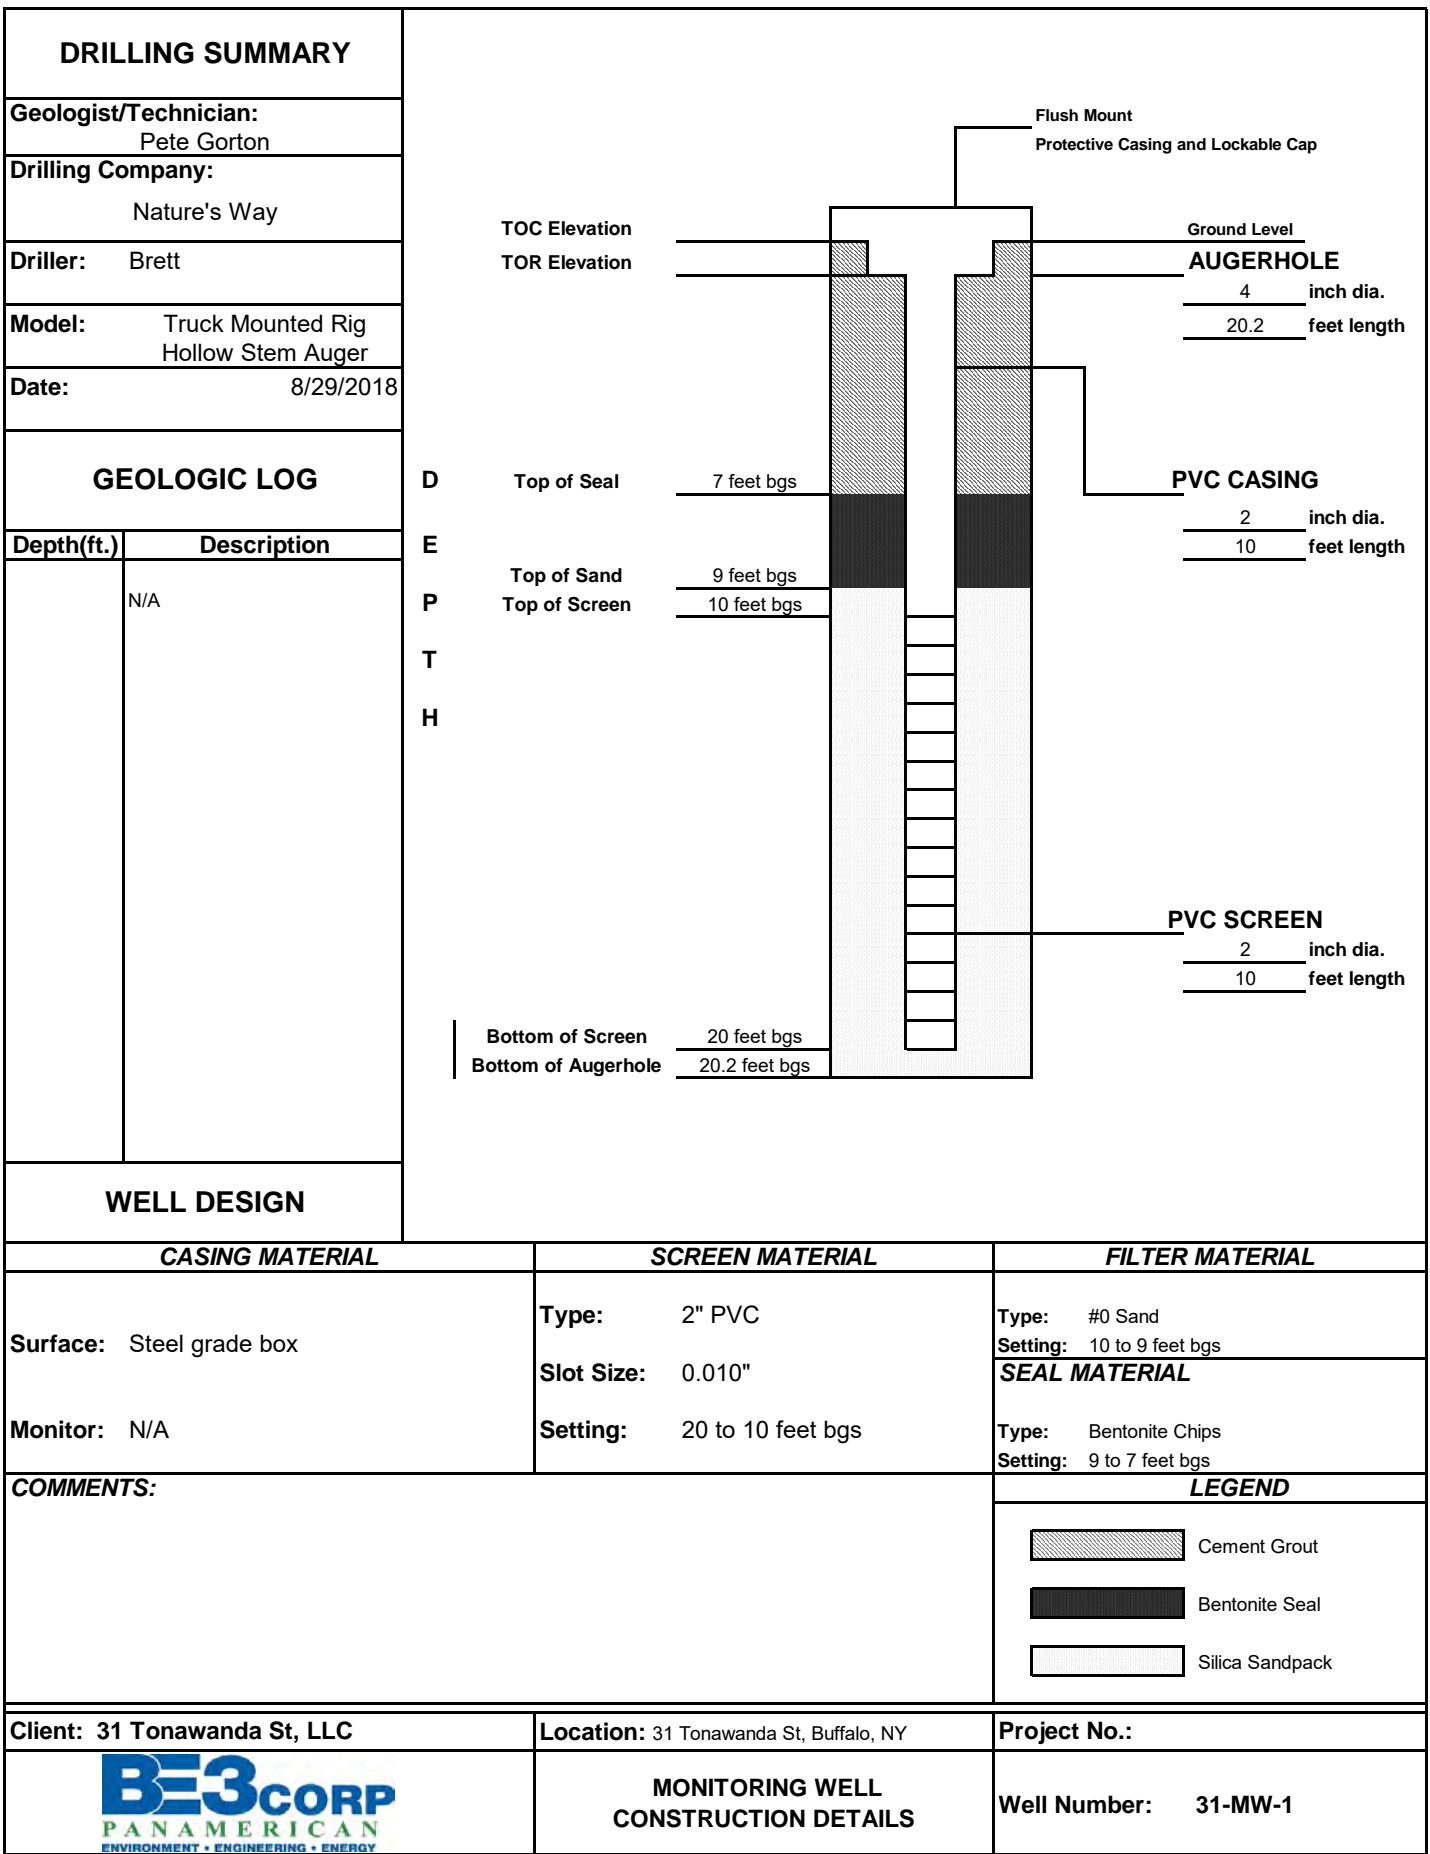 DRILLING SUMMARY
Geologist/Technician:
Pete Gorton
Drilling Company:
Nature's Way
Driller: Brett
Model: Truck Mounted Rig
Hollow Stem Auger
Date: 8/29/2018
GEOLOGIC LOG
Depth(ft.) Description
N/A
Flush Mount
Protective Casing and Lockable Cap
TOC Elevation
Ground Level
TOR Elevation
AUGERHOLE
4 inch dia.
20.2 feet length
D
E
P
T
H
Top of Seal 7 feet bgs
PVC CASING
2 inch dia.
10 feet length
Top of Sand 9 feet bgs
Top of Screen 10 feet bgs
PVC SCREEN
2 inch dia.
10 feet length
Bottom of Screen 20 feet bgs
Bottom of Augerhole 20.2 feet bgs
WELL DESIGN
CASING MATERIAL
Surface: Steel grade box
Monitor: N/A
SCREEN MATERIAL
Type: 2" PVC
Slot Size: 0.010"
Setting: 20 to 10 feet bgs
FILTER MATERIAL
Type: #0 Sand
Setting: 10 to 9 feet bgs
SEAL MATERIAL
Type: Bentonite Chips
Setting: 9 to 7 feet bgs
COMMENTS:
LEGEND
Cement Grout
Bentonite Seal
Silica Sandpack
Client: 31 Tonawanda St, LLC
Location: 31 Tonawanda St, Buffalo, NY
Project No.:
BE3CORP
PANAMERICAN
ENVIRONMENT • ENGINEERING • ENERGY
MONITORING WELL
CONSTRUCTION DETAILS
Well Number: 31-MW-1